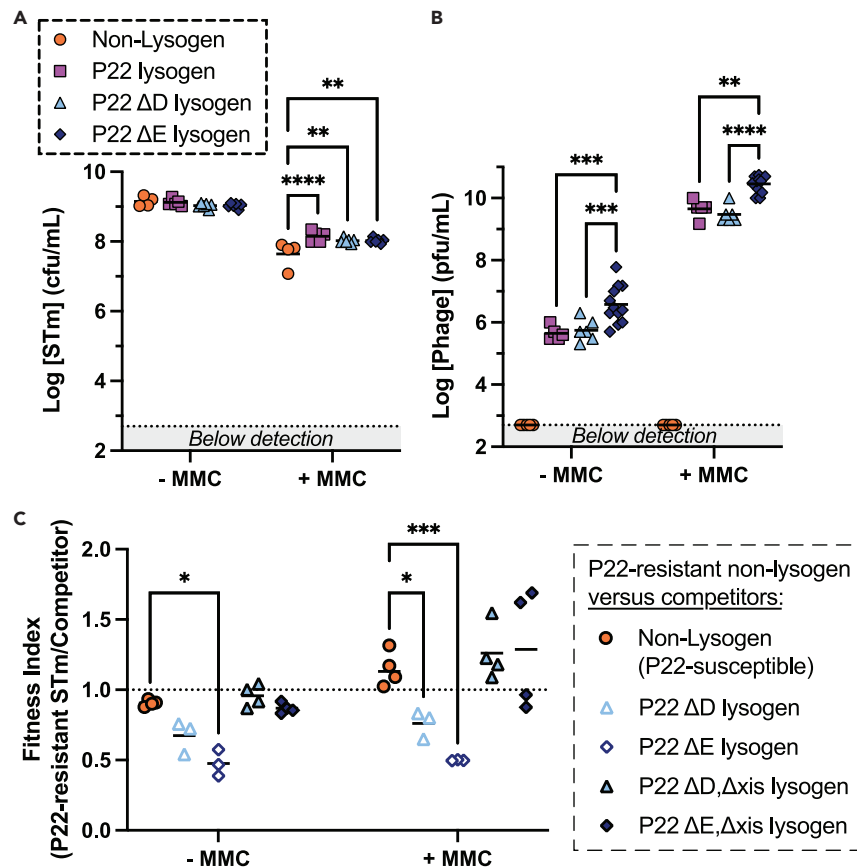 A
Non-Lysogen
P22 lysogen
P22 ΔD lysogen
P22 ΔE lysogen
**
**
****
Log [STm] (cfu/mL)
10
8
6
4
2
Below detection
- MMC
+ MMC
B
**
****
***
***
Log [Phage] (pfu/mL)
10
8
6
4
2
Below detection
- MMC
+ MMC
C
***
*
*
Fitness Index
(P22-resistant STm/Competitor)
2.0
1.5
1.0
0.5
0.0
- MMC
+ MMC
P22-resistant non-lysogen
versus competitors:
Non-Lysogen
(P22-susceptible)
P22 ΔD lysogen
P22 ΔE lysogen
P22 ΔD,Δxis lysogen
P22 ΔE,Δxis lysogen